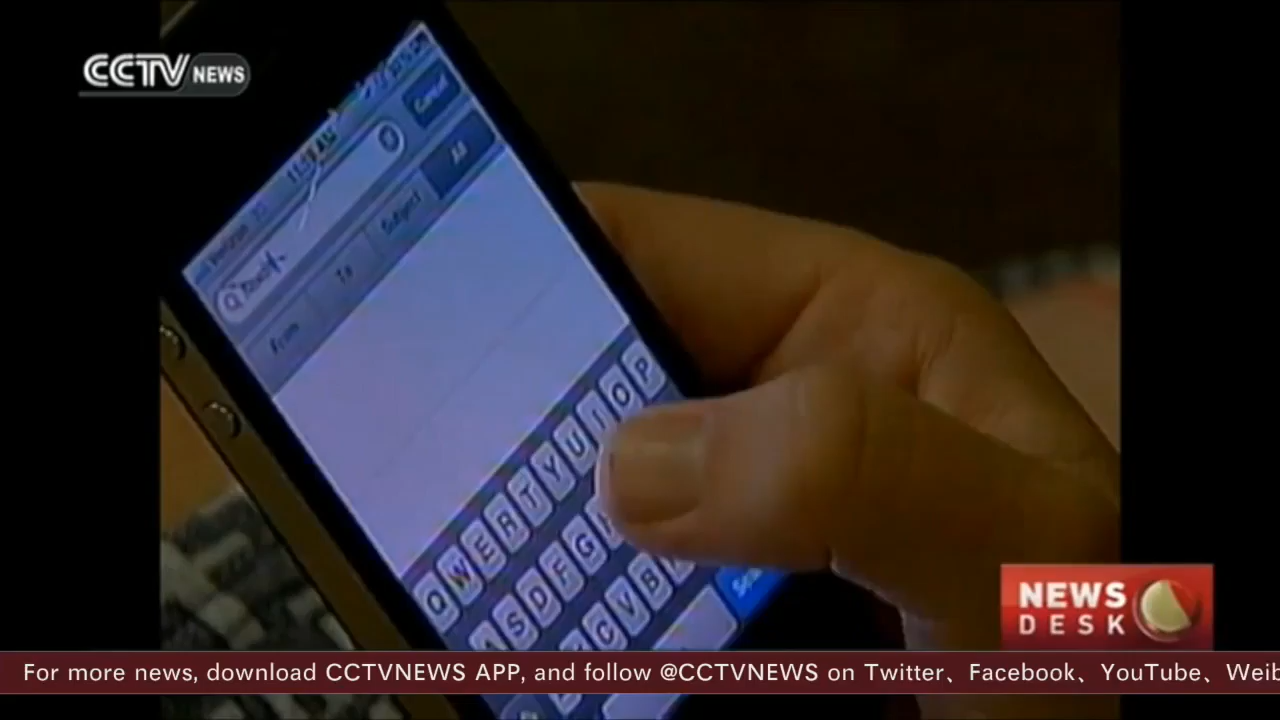 CCTV NEWS
Cancel
From To Subject All
Q W E R T Y U I O P
A S D F G
C V B
NEWS
DESK
For more news, download CCTVNEWS APP, and follow @CCTVNEWS on Twitter、Facebook、YouTube、Weib